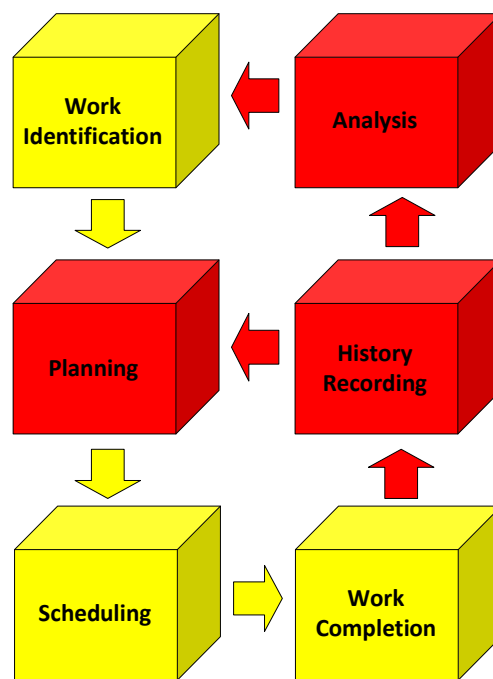 Work
Identification
Analysis
Planning
History
Recording
Scheduling
Work
Completion